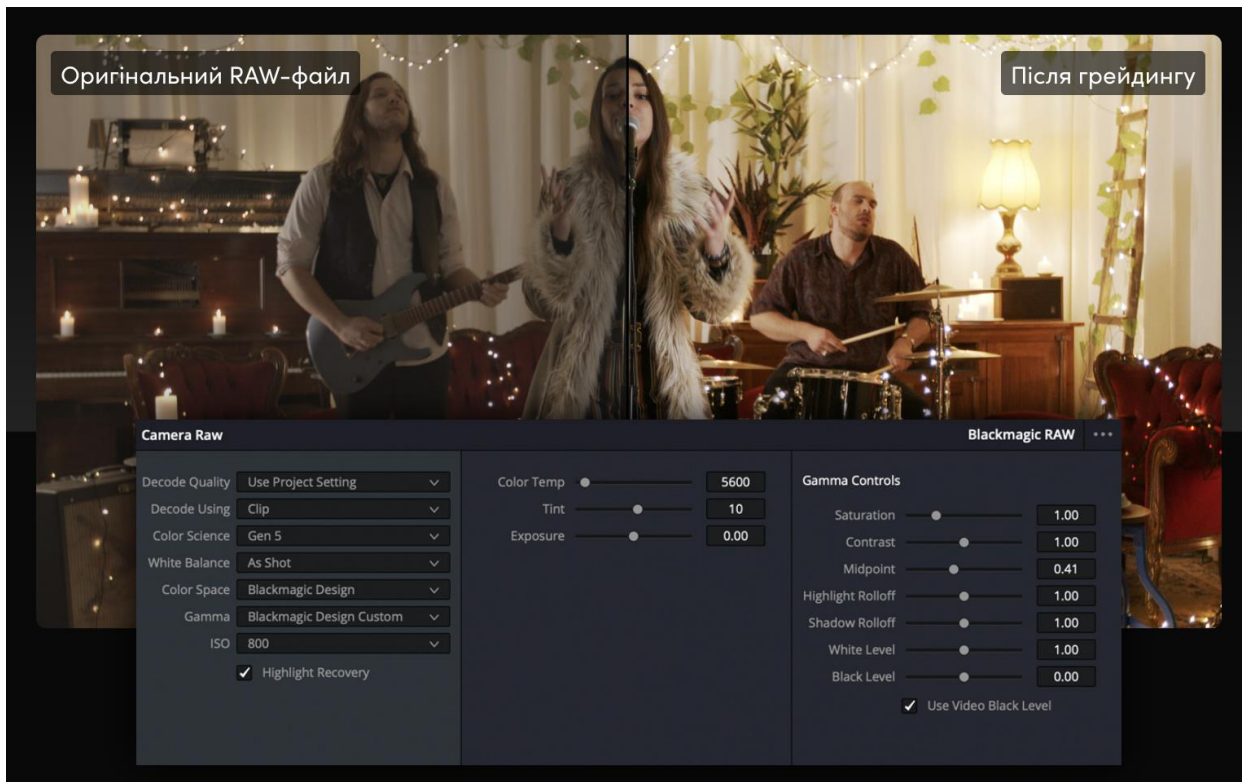 Оригінальний RAW-файл
Після грейдингу
Camera Raw
Blackmagic RAW
Decode Quality Use Project Setting
Decode Using Clip
Color Science Gen 5
White Balance As Shot
Color Space Blackmagic Design
Gamma Blackmagic Design Custom
ISO 800
Highlight Recovery
Color Temp 5600
Tint 10
Exposure 0.00
Gamma Controls
Saturation 1.00
Contrast 1.00
Midpoint 0.41
Highlight Rolloff 1.00
Shadow Rolloff 1.00
White Level 1.00
Black Level 0.00
Use Video Black Level